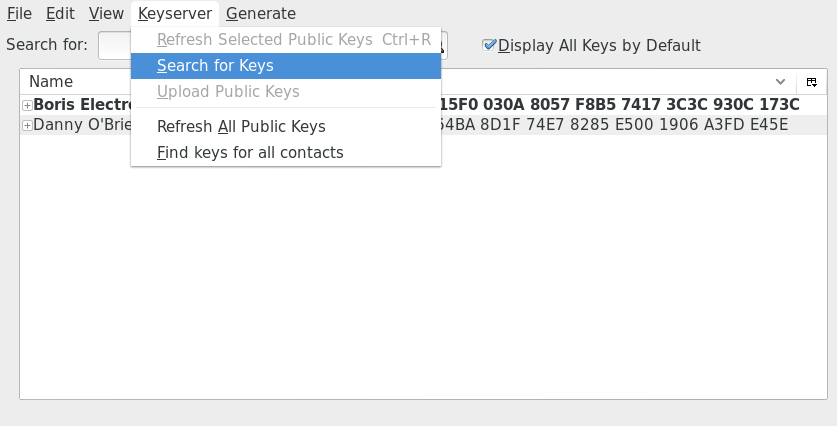 File Edit View Keyserver Generate
Search for: Display All Keys by Default
Refresh Selected Public Keys Ctrl+R
Search for Keys
Upload Public Keys
Refresh All Public Keys
Find keys for all contacts
Name
Boris 15F0 030A 8057 F8B5 7417 3C3C 930C 173C
Danny 54BA 8D1F 74E7 8285 E500 1906 A3FD E45E